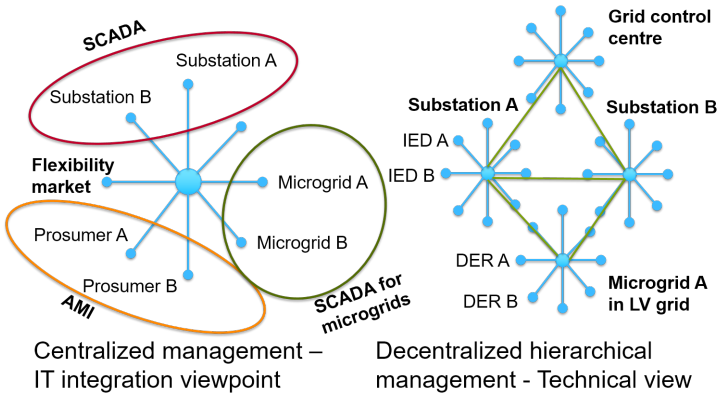 SCADA
Substation A
Substation B
Flexibility
market
Microgrid A
Microgrid B
Prosumer A
Prosumer B
AMI
SCADA for
microgrids
Centralized management –
IT integration viewpoint
Grid control
centre
Substation A
Substation B
IED A
IED B
DER A
DER B
Microgrid A
in LV grid
Decentralized hierarchical
management - Technical view